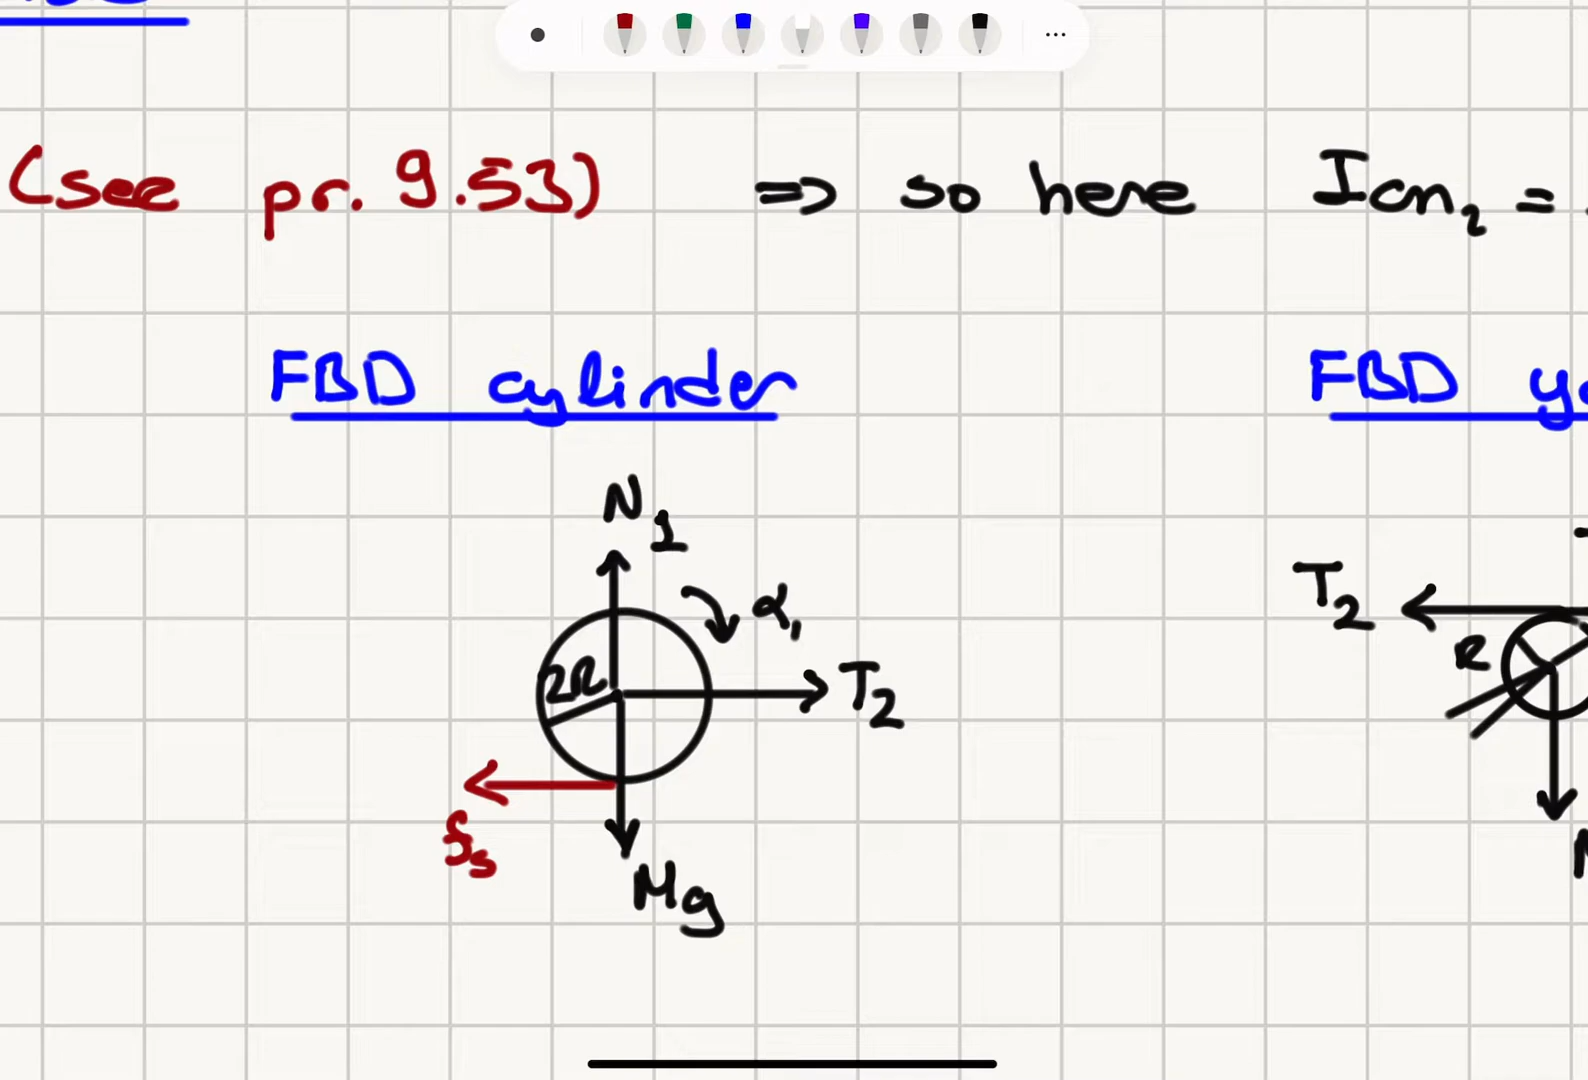 (see pr. 9.53) => so here Icm₂ =
FBD cylinder
FBD
N₁
α₁
2R
T₂
fs
Mg
T₂
R